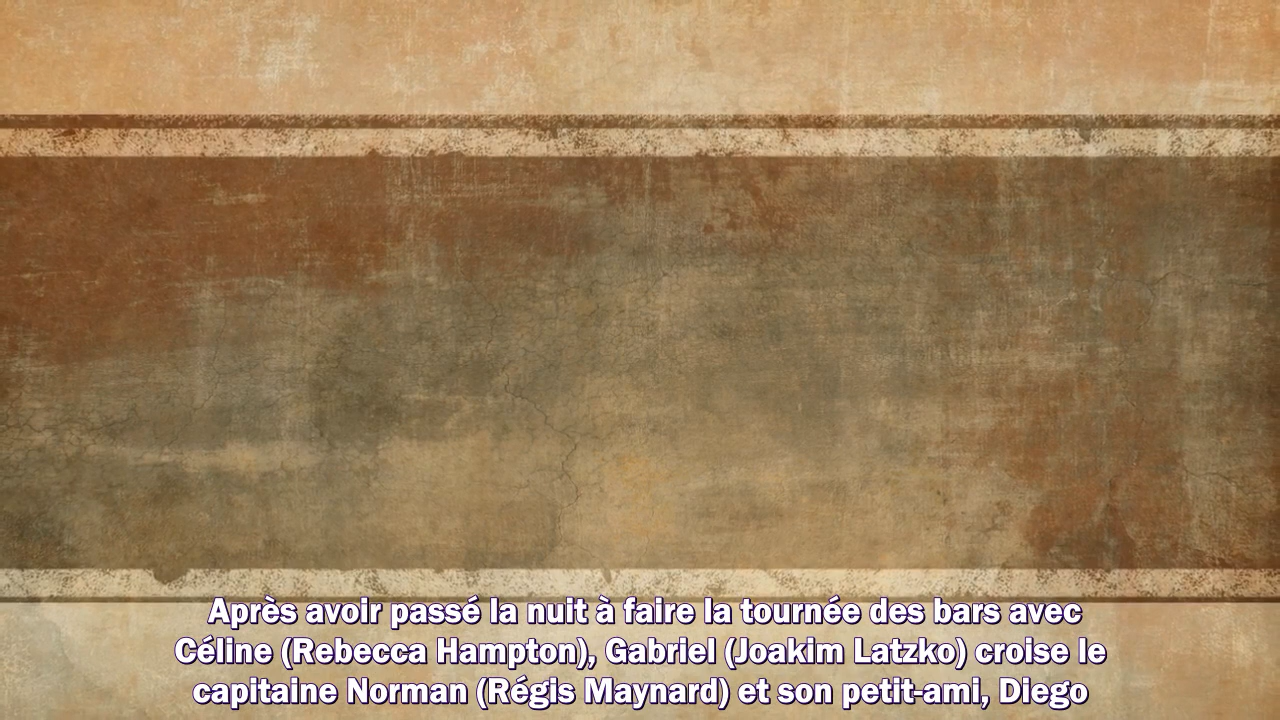 Après avoir passé la nuit à faire la tournée des bars avec
Céline (Rebecca Hampton), Gabriel (Joakim Latzko) croise le
capitaine Norman (Régis Maynard) et son petit-ami, Diego